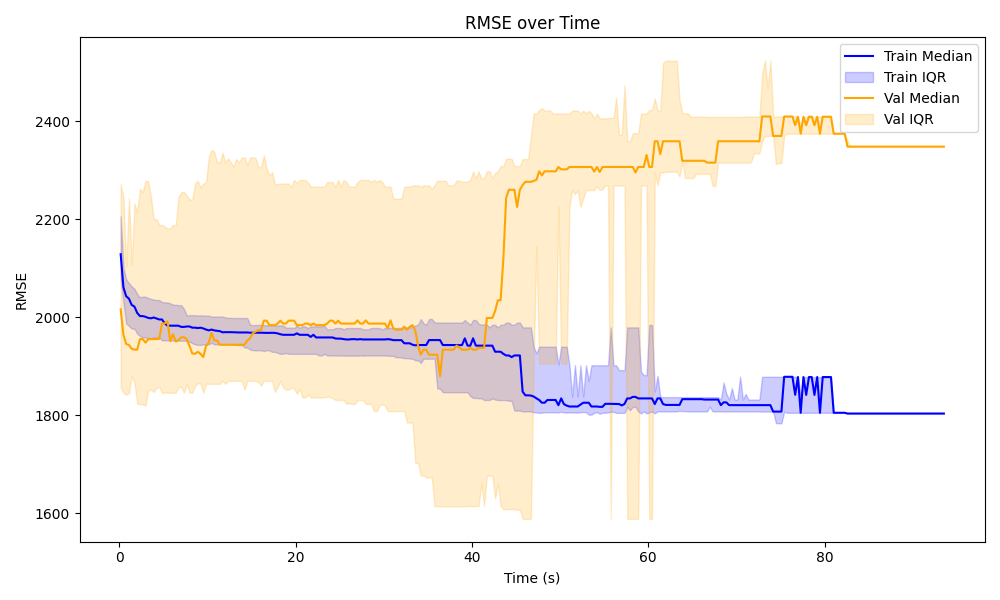 RMSE over Time
Train Median
Train IQR
Val Median
Val IQR
RMSE
2400
2200
2000
1800
1600
0 20 40 60 80
Time (s)